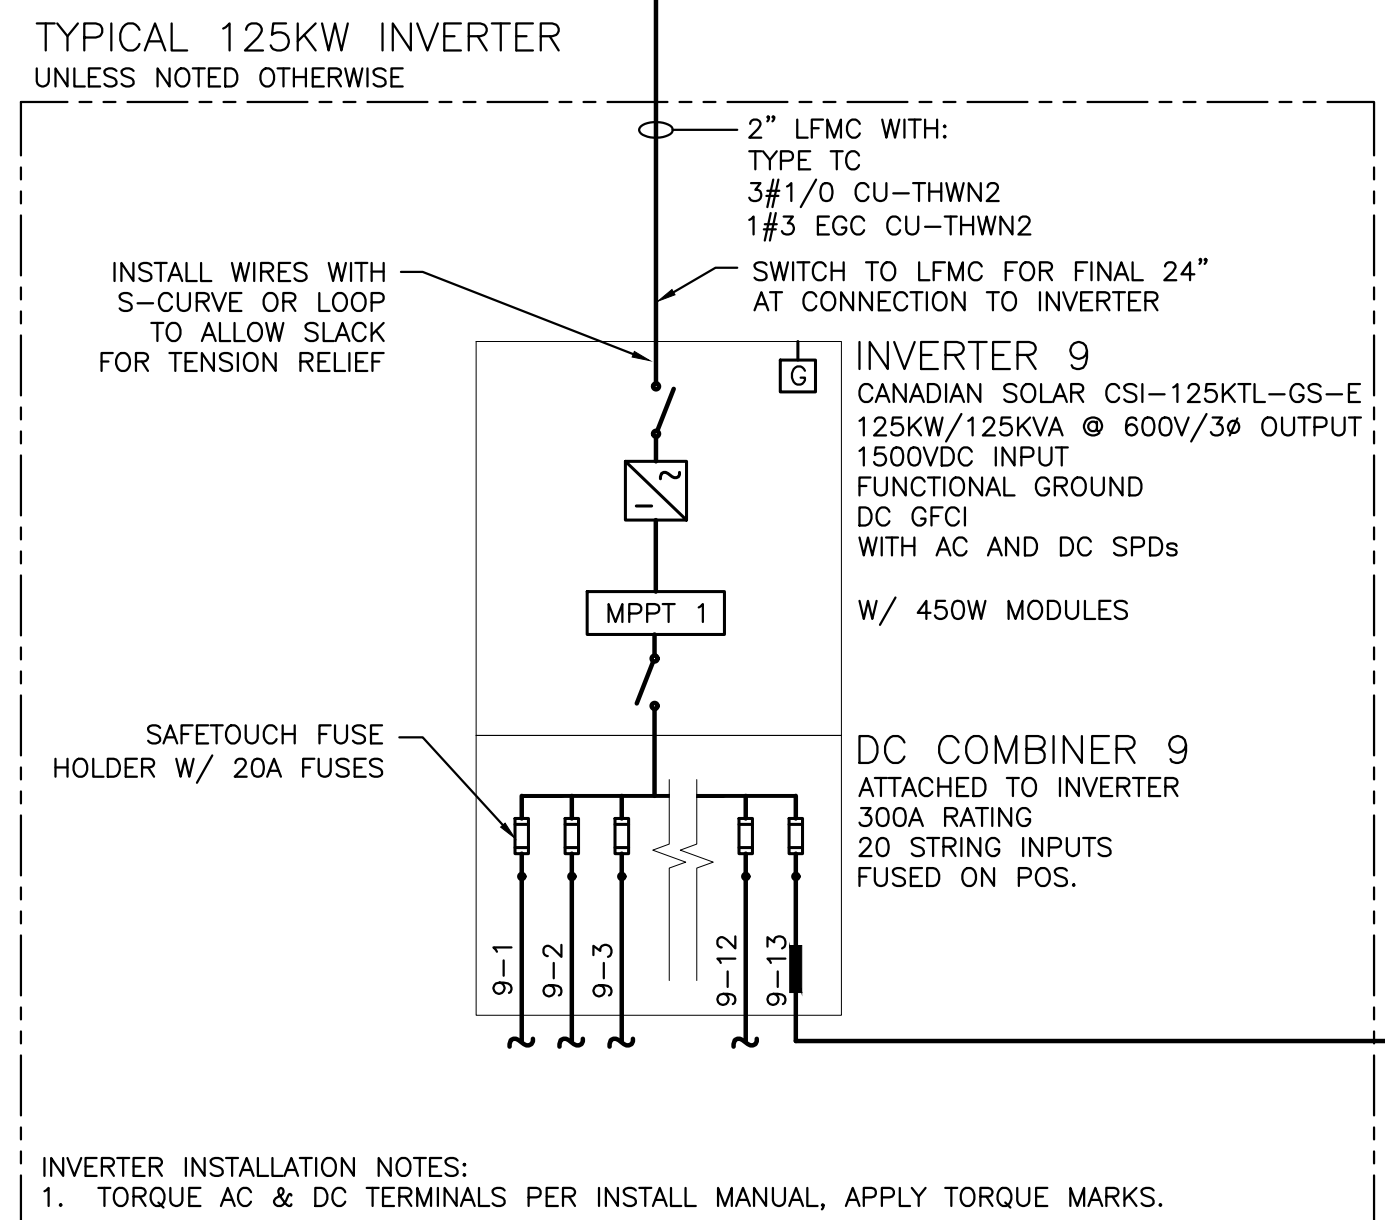 TYPICAL 125KW INVERTER
UNLESS NOTED OTHERWISE
2" LFMC WITH:
TYPE TC
3#1/0 CU-THWN2
1#3 EGC CU-THWN2
INSTALL WIRES WITH
S-CURVE OR LOOP
TO ALLOW SLACK
FOR TENSION RELIEF
SWITCH TO LFMC FOR FINAL 24"
AT CONNECTION TO INVERTER
G
INVERTER 9
CANADIAN SOLAR CSI-125KTL-GS-E
125KW/125KVA @ 600V/3ø OUTPUT
1500VDC INPUT
FUNCTIONAL GROUND
DC GFCI
WITH AC AND DC SPDs
W/ 450W MODULES
MPPT 1
SAFETOUCH FUSE
HOLDER W/ 20A FUSES
DC COMBINER 9
ATTACHED TO INVERTER
300A RATING
20 STRING INPUTS
FUSED ON POS.
9-1
9-2
9-3
9-12
9-13
INVERTER INSTALLATION NOTES:
1. TORQUE AC & DC TERMINALS PER INSTALL MANUAL, APPLY TORQUE MARKS.